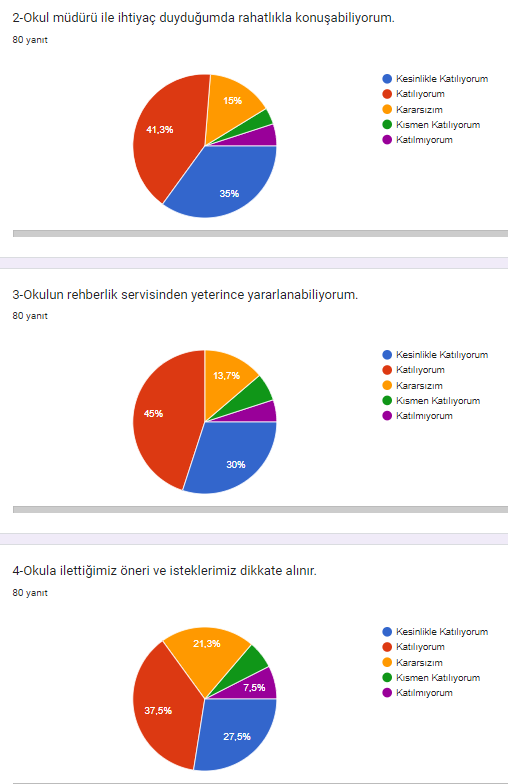 2-Okul müdürü ile ihtiyaç duyduğumda rahatlıkla konuşabiliyorum.
80 yanıt
Kesinlikle Katılıyorum
Katılıyorum
Kararsızım
Kısmen Katılıyorum
Katılmıyorum
15%
41,3%
35%
3-Okulun rehberlik servisinden yeterince yararlanabiliyorum.
80 yanıt
Kesinlikle Katılıyorum
Katılıyorum
Kararsızım
Kısmen Katılıyorum
Katılmıyorum
13,7%
45%
30%
4-Okula ilettiğimiz öneri ve isteklerimiz dikkate alınır.
80 yanıt
Kesinlikle Katılıyorum
Katılıyorum
Kararsızım
Kısmen Katılıyorum
Katılmıyorum
21,3%
7,5%
37,5%
27,5%